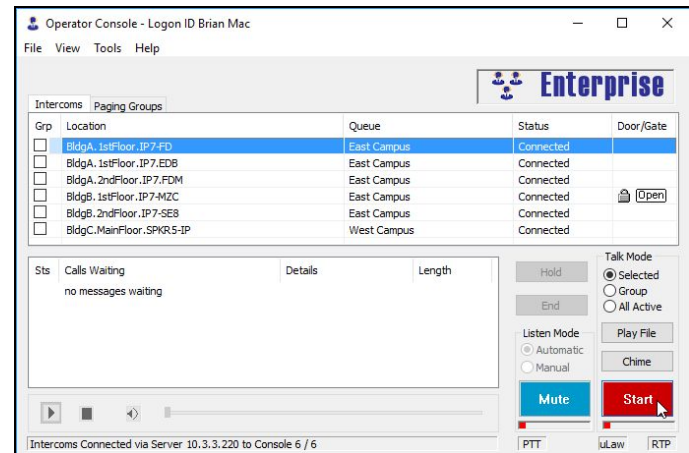 Operator Console - Logon ID Brian Mac
File View Tools Help
Enterprise
Intercoms Paging Groups
Grp Location Queue Status Door/Gate
BldgA.1stFloor.IP7-FD East Campus Connected
BldgA.1stFloor.IP7.EDB East Campus Connected
BldgA.2ndFloor.IP7.FDM East Campus Connected
BldgB.1stFloor.IP7-MZC East Campus Connected Open
BldgB.2ndFloor.IP7-SE8 East Campus Connected
BldgC.MainFloor.SPKR5-IP West Campus Connected
Sts Calls Waiting Details Length
no messages waiting
Hold
End
Talk Mode
Selected
Group
All Active
Listen Mode
Automatic
Manual
Play File
Chime
Mute
Start
Intercoms Connected via Server 10.3.3.220 to Console 6 / 6
PTT uLaw RTP